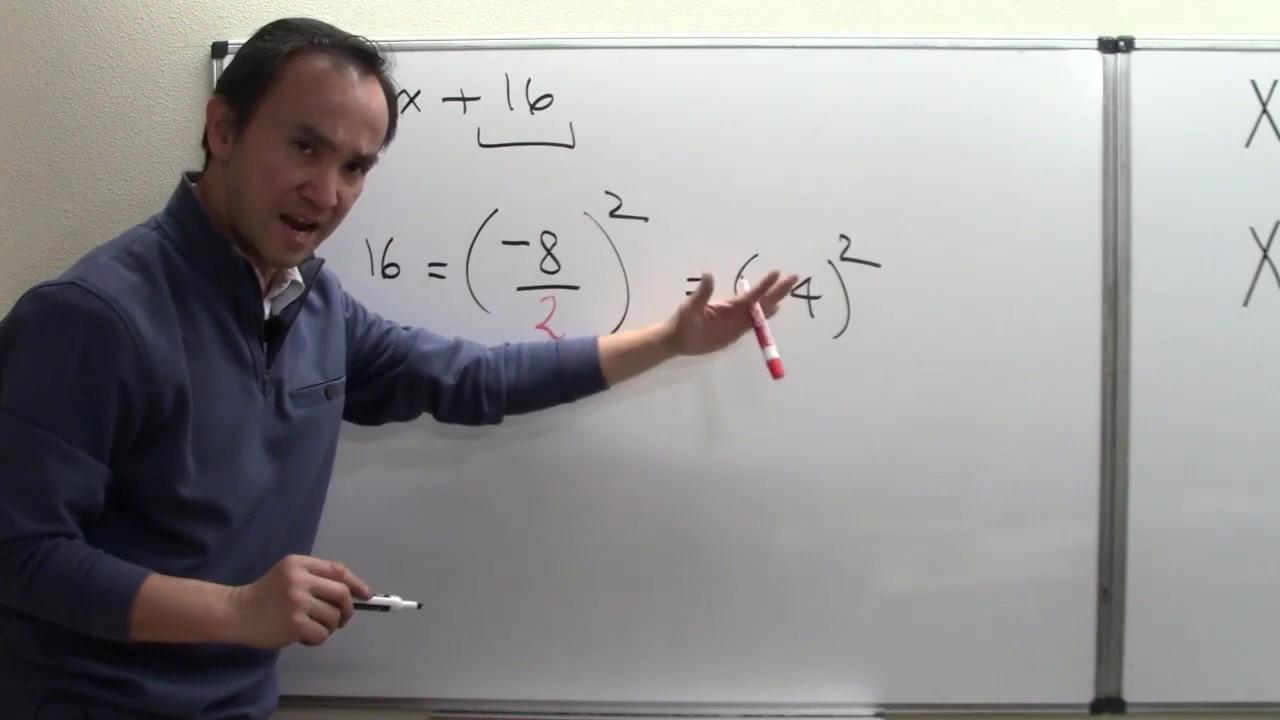 x + 16
16 = (-8/2)² = ( 4)²
X
X